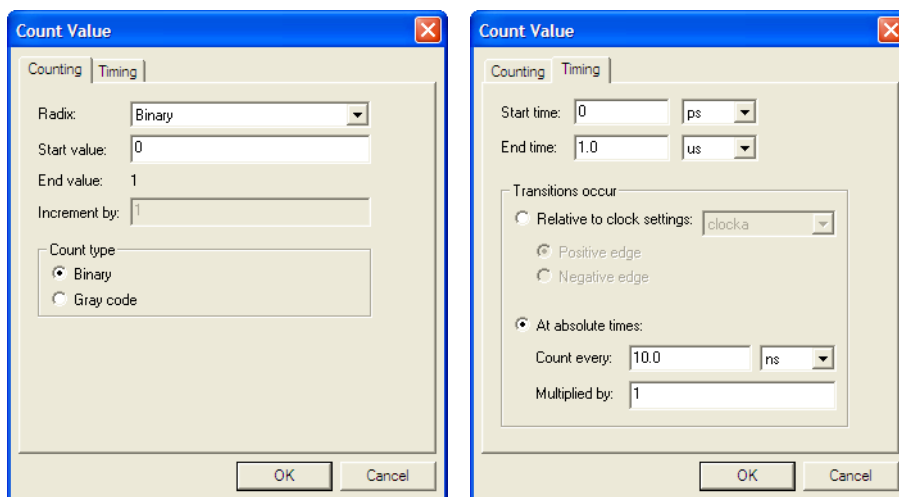 Count Value
Counting Timing
Radix: Binary
Start value: 0
End value: 1
Increment by: 1
Count type
Binary
Gray code
OK Cancel
Count Value
Counting Timing
Start time: 0 ps
End time: 1.0 us
Transitions occur
Relative to clock settings: clocka
Positive edge
Negative edge
At absolute times:
Count every: 10.0 ns
Multiplied by: 1
OK Cancel